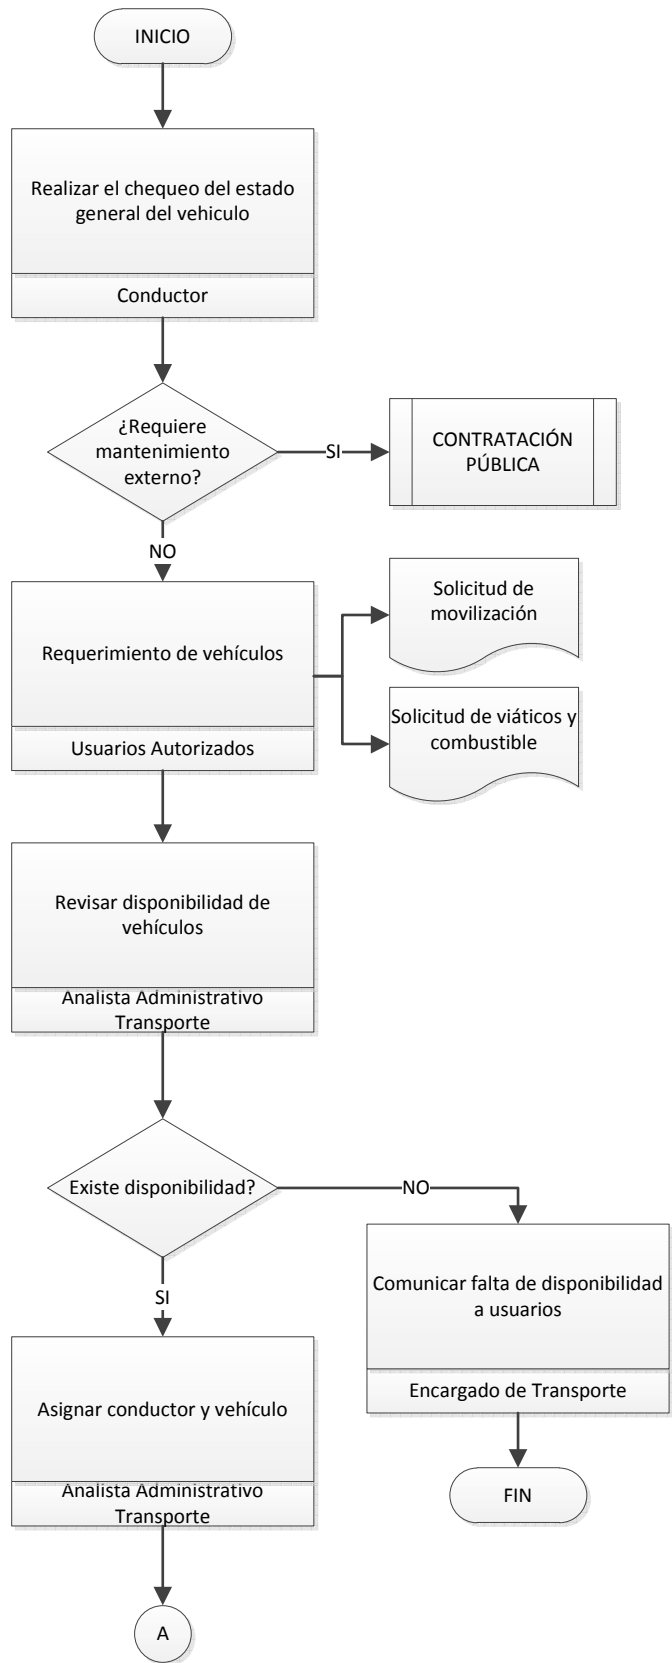 INICIO
Realizar el chequeo del estado
general del vehiculo
Conductor
¿Requiere
mantenimiento
externo?
SI
CONTRATACIÓN
PÚBLICA
NO
Requerimiento de vehículos
Usuarios Autorizados
Solicitud de
movilización
Solicitud de viáticos y
combustible
Revisar disponibilidad de
vehículos
Analista Administrativo
Transporte
Existe disponibilidad?
NO
Comunicar falta de disponibilidad
a usuarios
Encargado de Transporte
FIN
SI
Asignar conductor y vehículo
Analista Administrativo
Transporte
A